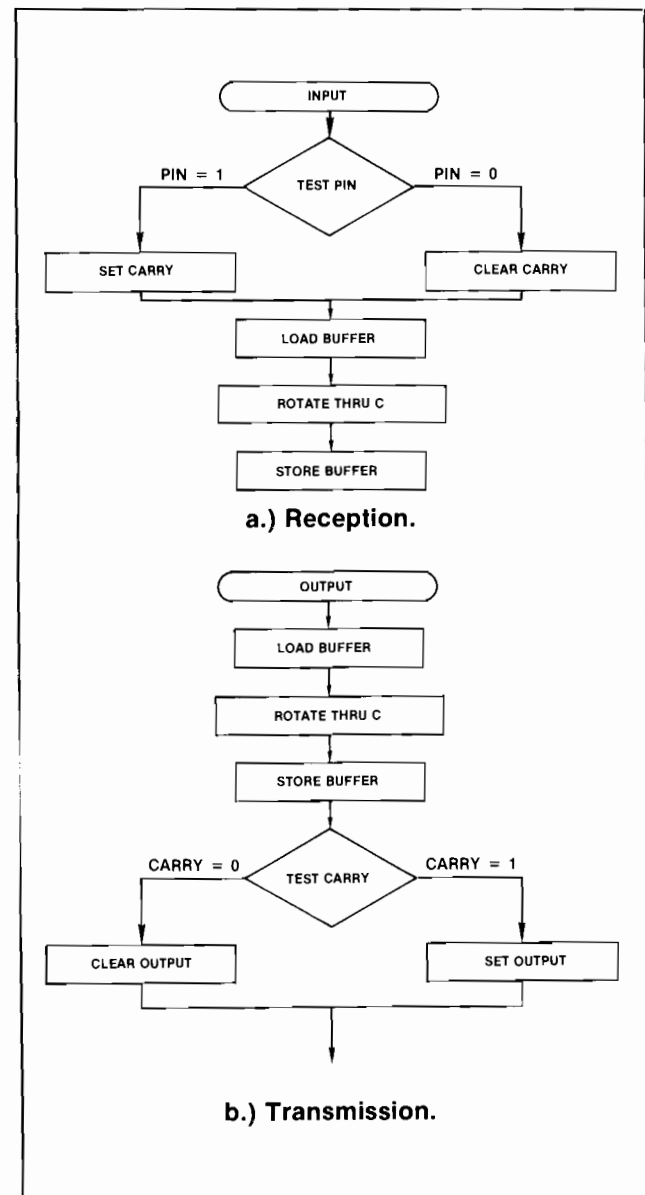 INPUT
TEST PIN
PIN = 1
PIN = 0
SET CARRY
CLEAR CARRY
LOAD BUFFER
ROTATE THRU C
STORE BUFFER
a.) Reception.
OUTPUT
LOAD BUFFER
ROTATE THRU C
STORE BUFFER
TEST CARRY
CARRY = 0
CARRY = 1
CLEAR OUTPUT
SET OUTPUT
b.) Transmission.